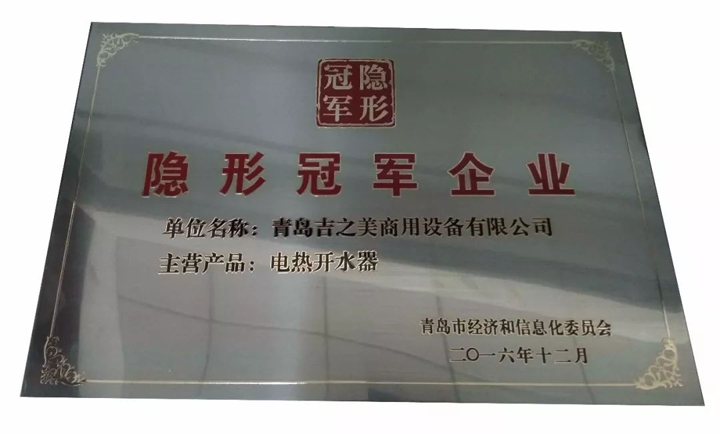 隐形
冠军
隐形冠军企业
单位名称：青岛吉之美商用设备有限公司
主营产品：电热开水器
青岛市经济和信息化委员会
二〇一六年十二月